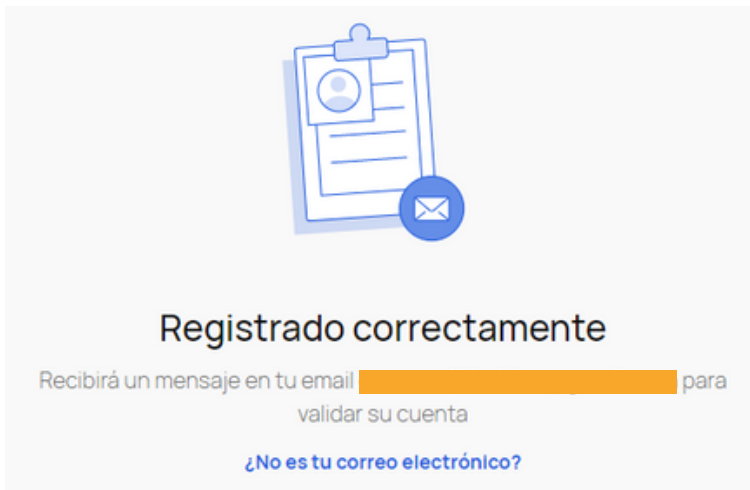 Registrado correctamente
Recibirá un mensaje en tu email para
validar su cuenta
¿No es tu correo electrónico?